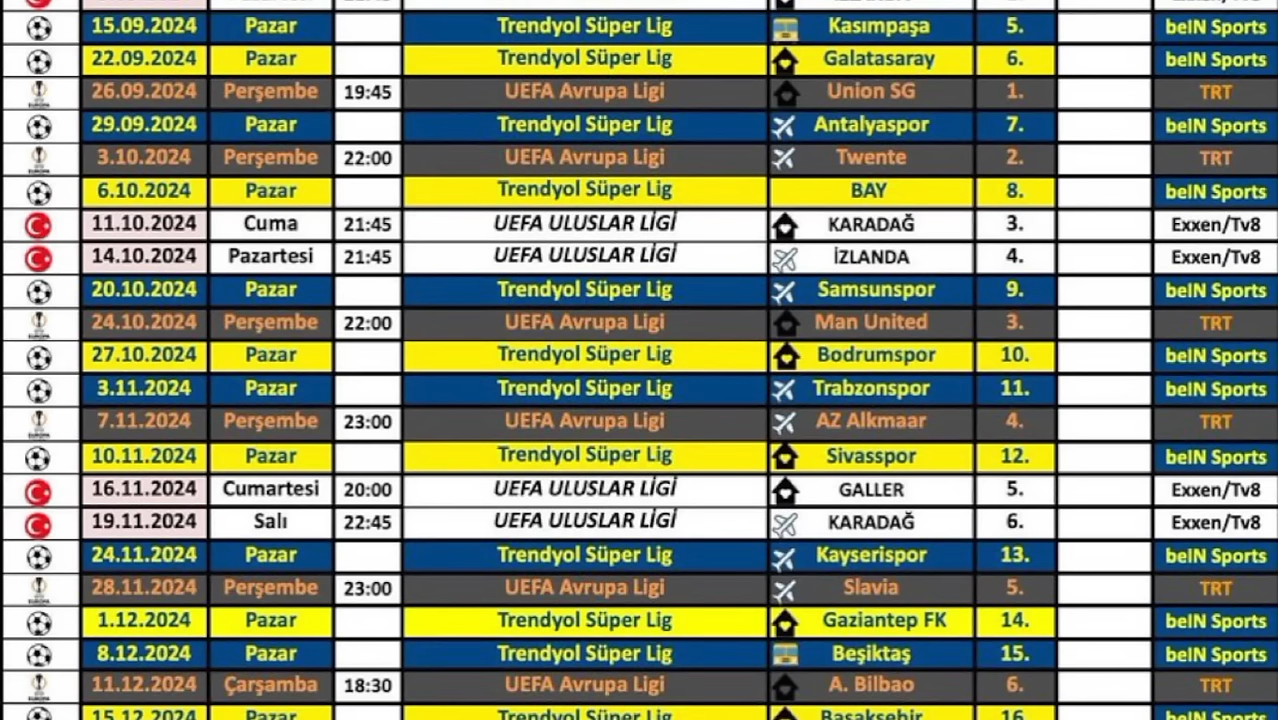 15.09.2024 Pazar Trendyol Süper Lig Kasımpaşa 5. beIN Sports
22.09.2024 Pazar Trendyol Süper Lig Galatasaray 6. beIN Sports
26.09.2024 Perşembe 19:45 UEFA Avrupa Ligi Union SG 1. TRT
29.09.2024 Pazar Trendyol Süper Lig Antalyaspor 7. beIN Sports
3.10.2024 Perşembe 22:00 UEFA Avrupa Ligi Twente 2. TRT
6.10.2024 Pazar Trendyol Süper Lig BAY 8. beIN Sports
11.10.2024 Cuma 21:45 UEFA ULUSLAR LİGİ KARADAĞ 3. Exxen/Tv8
14.10.2024 Pazartesi 21:45 UEFA ULUSLAR LİGİ İZLANDA 4. Exxen/Tv8
20.10.2024 Pazar Trendyol Süper Lig Samsunspor 9. beIN Sports
24.10.2024 Perşembe 22:00 UEFA Avrupa Ligi Man United 3. TRT
27.10.2024 Pazar Trendyol Süper Lig Bodrumspor 10. beIN Sports
3.11.2024 Pazar Trendyol Süper Lig Trabzonspor 11. beIN Sports
7.11.2024 Perşembe 23:00 UEFA Avrupa Ligi AZ Alkmaar 4. TRT
10.11.2024 Pazar Trendyol Süper Lig Sivasspor 12. beIN Sports
16.11.2024 Cumartesi 20:00 UEFA ULUSLAR LİGİ GALLER 5. Exxen/Tv8
19.11.2024 Salı 22:45 UEFA ULUSLAR LİGİ KARADAĞ 6. Exxen/Tv8
24.11.2024 Pazar Trendyol Süper Lig Kayserispor 13. beIN Sports
28.11.2024 Perşembe 23:00 UEFA Avrupa Ligi Slavia 5. TRT
1.12.2024 Pazar Trendyol Süper Lig Gaziantep FK 14. beIN Sports
8.12.2024 Pazar Trendyol Süper Lig Beşiktaş 15. beIN Sports
11.12.2024 Çarşamba 18:30 UEFA Avrupa Ligi A. Bilbao 6. TRT
15.12.2024 Pazar Trendyol Süper Lig Başakşehir 16. beIN Sports